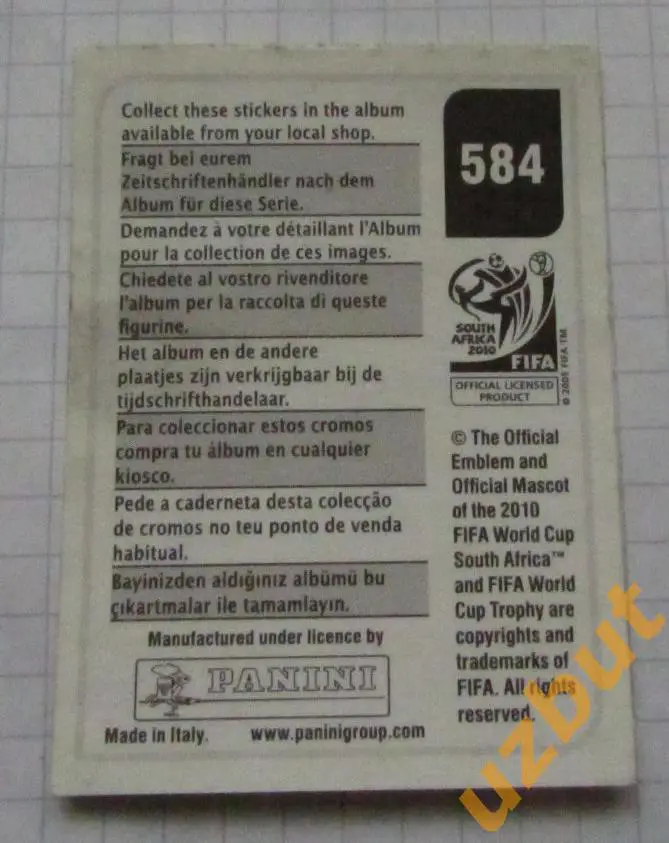 Collect these stickers in the album
available from your local shop.
Fragt bei eurem
Zeitschriftenhändler nach dem
Album für diese Serie.
Demandez à votre détaillant l'Album
pour la collection de ces images.
Chiedete al vostro rivenditore
l'album per la raccolta di queste
figurine.
Het album en de andere
plaatjes zijn verkrijgbaar bij de
tijdschrifthandelaar.
Para coleccionar estos cromos
compra tu álbum en cualquier
kiosco.
Pede a caderneta desta colecção
de cromos no teu ponto de venda
habitual.
Bayinizden aldığınız albümü bu
çıkartmalar ile tamamlayın.
Manufactured under licence by
PANINI
Made in Italy. www.paninigroup.com
584
SOUTH
AFRICA
2010
FIFA
© 2005 FIFA TM
OFFICIAL LICENSED
PRODUCT
© The Official
Emblem and
Official Mascot
of the 2010
FIFA World Cup
South Africa™
and FIFA World
Cup Trophy are
copyrights and
trademarks of
FIFA. All rights
reserved.
uzbut